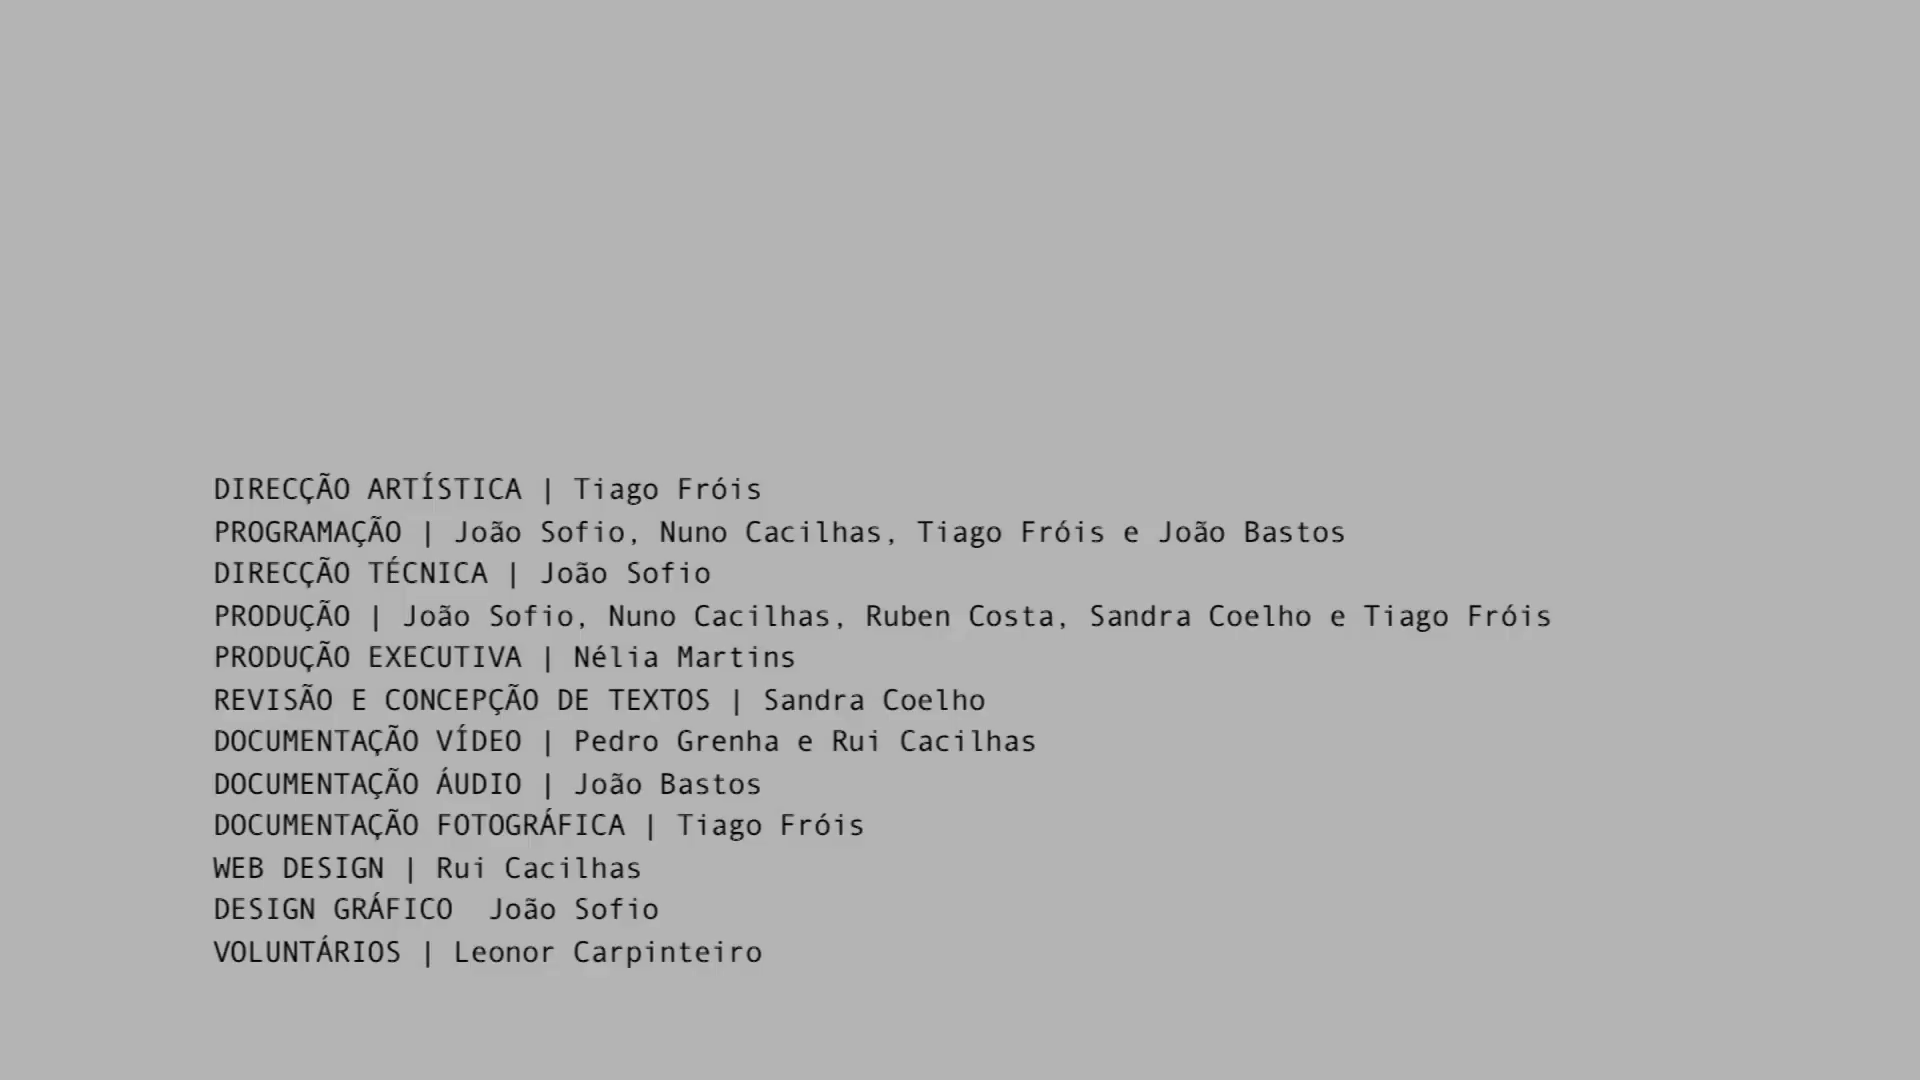 DIRECÇÃO ARTÍSTICA | Tiago Fróis
PROGRAMAÇÃO | João Sofio, Nuno Cacilhas, Tiago Fróis e João Bastos
DIRECÇÃO TÉCNICA | João Sofio
PRODUÇÃO | João Sofio, Nuno Cacilhas, Ruben Costa, Sandra Coelho e Tiago Fróis
PRODUÇÃO EXECUTIVA | Nélia Martins
REVISÃO E CONCEPÇÃO DE TEXTOS | Sandra Coelho
DOCUMENTAÇÃO VÍDEO | Pedro Grenha e Rui Cacilhas
DOCUMENTAÇÃO ÁUDIO | João Bastos
DOCUMENTAÇÃO FOTOGRÁFICA | Tiago Fróis
WEB DESIGN | Rui Cacilhas
DESIGN GRÁFICO  João Sofio
VOLUNTÁRIOS | Leonor Carpinteiro